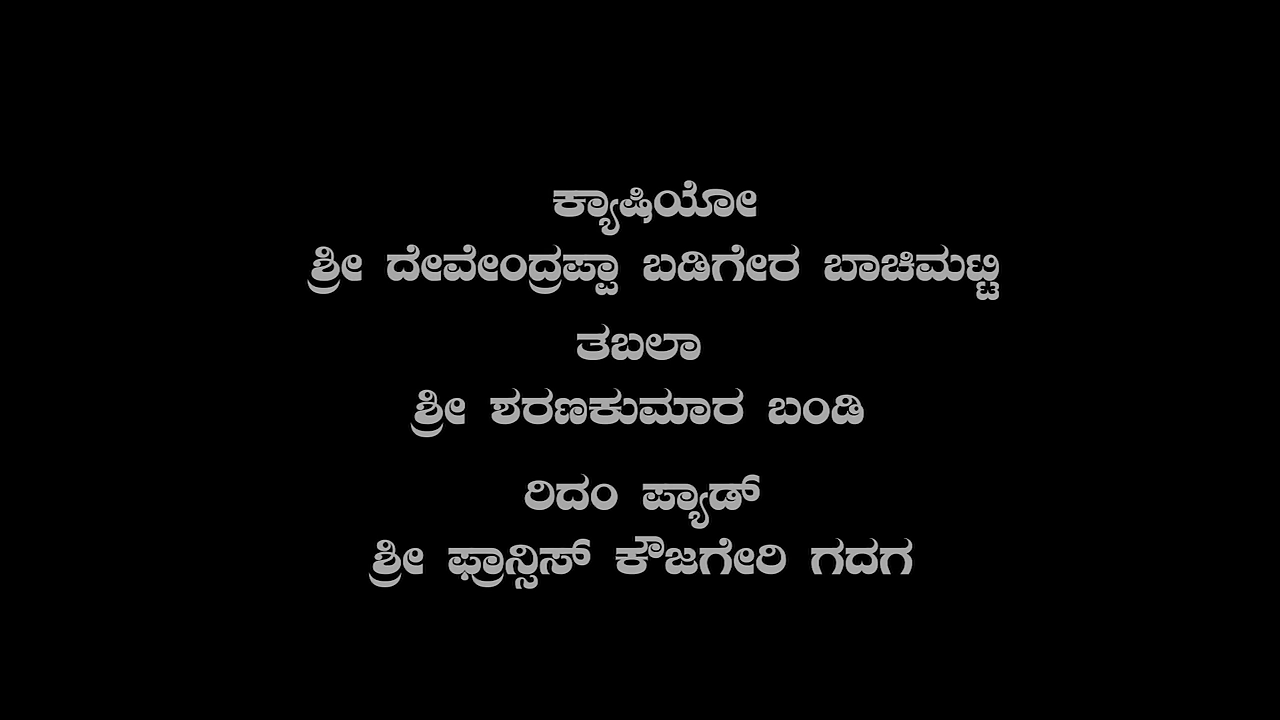 ಕ್ಯಾಷಿಯೋ
ಶ್ರೀ ದೇವೇಂದ್ರಪ್ಪಾ ಬಡಿಗೇರ ಬಾಚಿಮಟ್ಟಿ
ತಬಲಾ
ಶ್ರೀ ಶರಣಕುಮಾರ ಬಂಡಿ
ರಿದಂ ಪ್ಯಾಡ್
ಶ್ರೀ ಫ್ರಾನ್ಸಿಸ್ ಕೌಜಗೇರಿ ಗದಗ